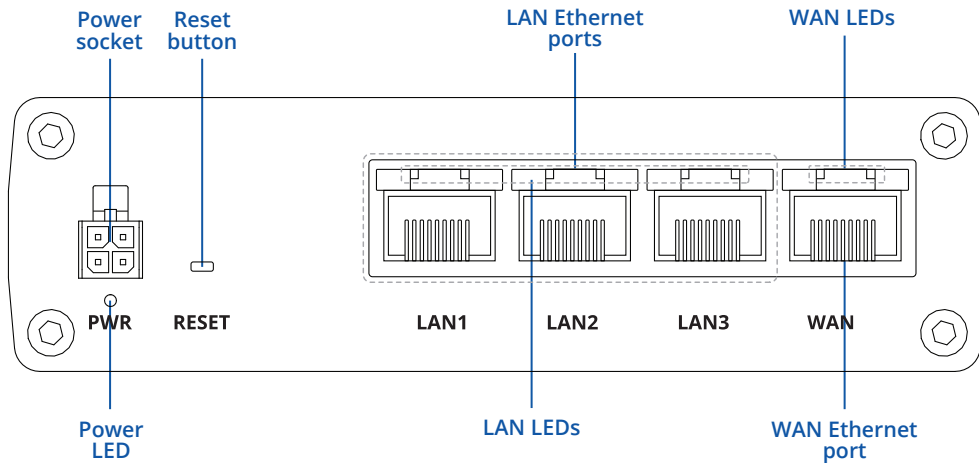 Power
socket
Reset
button
LAN Ethernet
ports
WAN LEDs
PWR
RESET
LAN1
LAN2
LAN3
WAN
Power
LED
LAN LEDs
WAN Ethernet
port